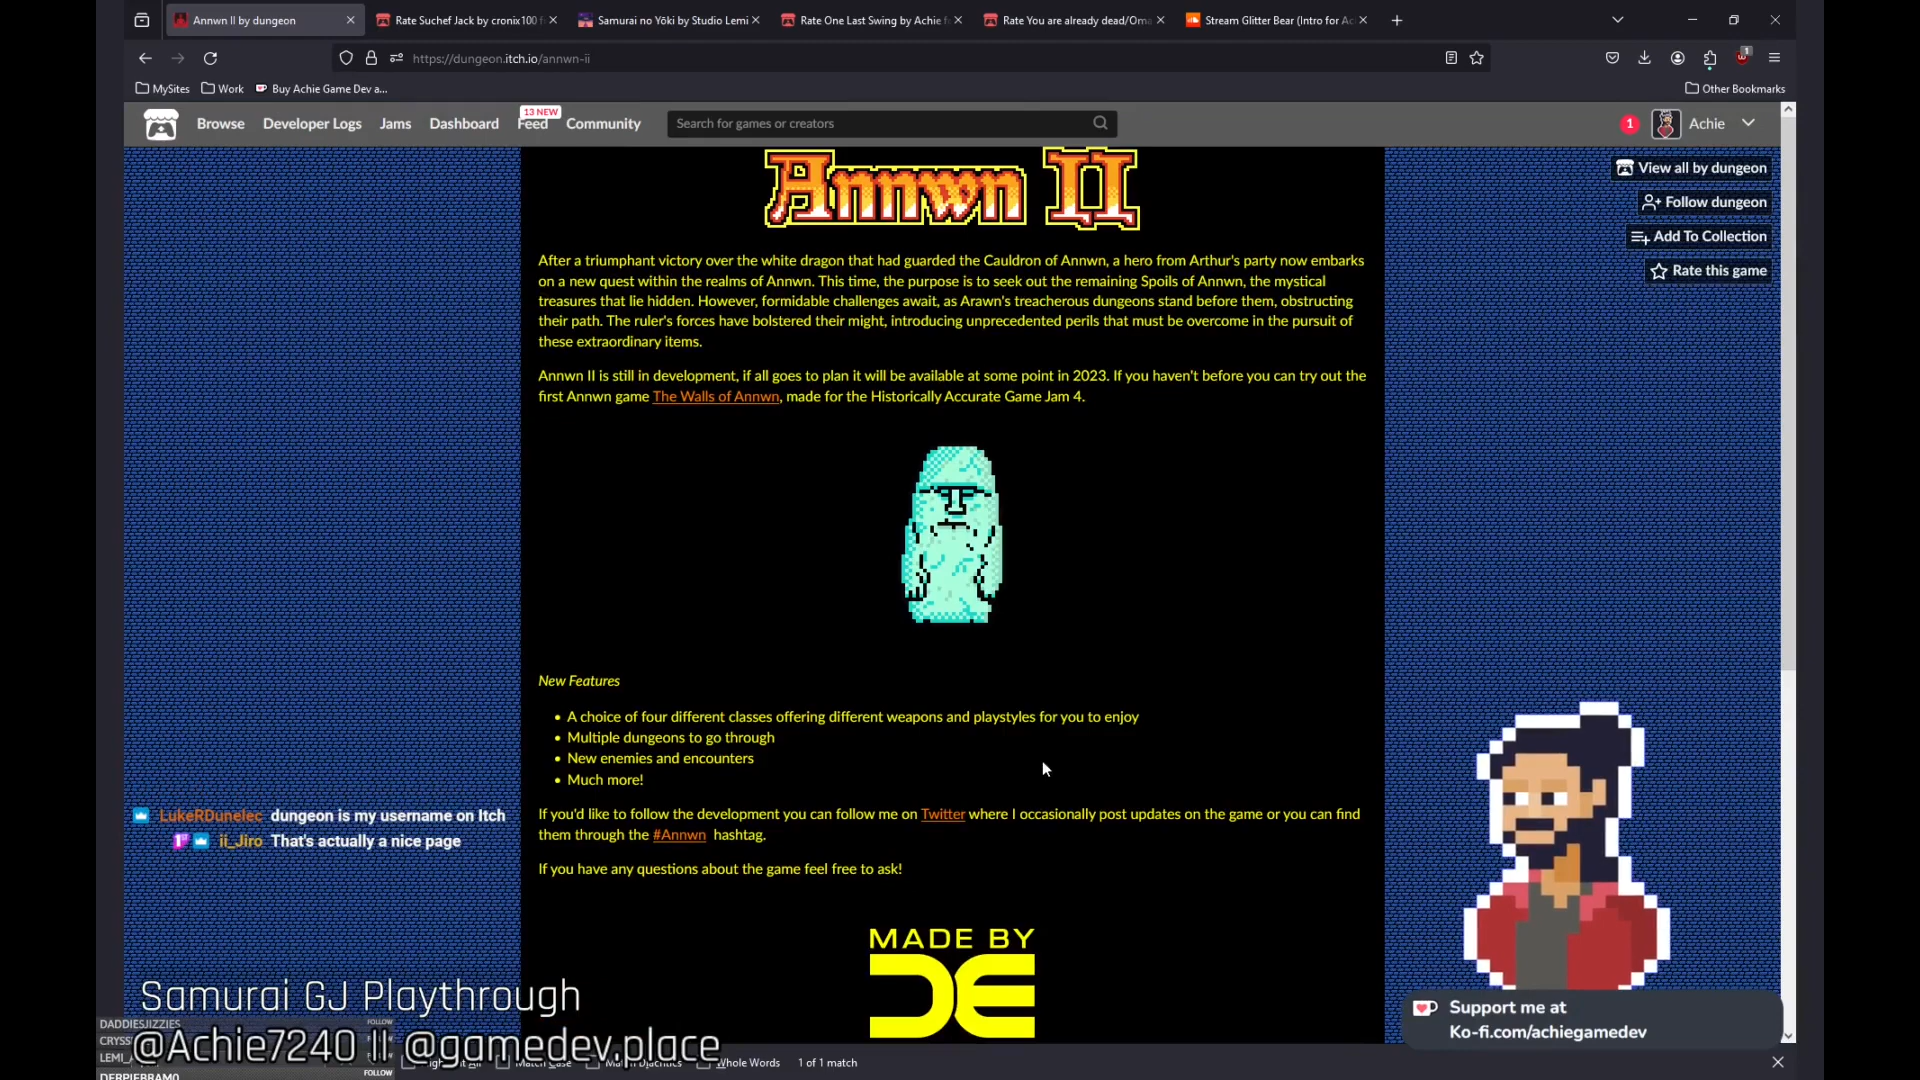 Annwn II by dungeon
Rate Suchef Jack by cronix100 f
Samurai no Yōki by Studio Lemi
Rate One Last Swing by Achie f
Rate You are already dead/Oma
Stream Glitter Bear (Intro for Ac
https://dungeon.itch.io/annwn-ii
1
MySites
Work
Buy Achie Game Dev a...
Other Bookmarks
Browse
Developer Logs
Jams
Dashboard
13 NEW
Feed
Community
Search for games or creators
1
Achie
Annwn II
View all by dungeon
Follow dungeon
Add To Collection
Rate this game
After a triumphant victory over the white dragon that had guarded the Cauldron of Annwn, a hero from Arthur's party now embarks
on a new quest within the realms of Annwn. This time, the purpose is to seek out the remaining Spoils of Annwn, the mystical
treasures that lie hidden. However, formidable challenges await, as Arawn's treacherous dungeons stand before them, obstructing
their path. The ruler's forces have bolstered their might, introducing unprecedented perils that must be overcome in the pursuit of
these extraordinary items.
Annwn II is still in development, if all goes to plan it will be available at some point in 2023. If you haven't before you can try out the
first Annwn game The Walls of Annwn, made for the Historically Accurate Game Jam 4.
New Features
• A choice of four different classes offering different weapons and playstyles for you to enjoy
• Multiple dungeons to go through
• New enemies and encounters
• Much more!
If you'd like to follow the development you can follow me on Twitter where I occasionally post updates on the game or you can find
them through the #Annwn hashtag.
If you have any questions about the game feel free to ask!
MADE BY
DE
LukeRDunelec dungeon is my username on Itch
ii_Jiro That's actually a nice page
Samurai GJ Playthrough
@Achie7240 || @gamedev.place
DADDIESJIZZIES
FOLLOW
LEMI_
DERPIEBRAM0
FOLLOW
Whole Words
1 of 1 match
Support me at
Ko-fi.com/achiegamedev